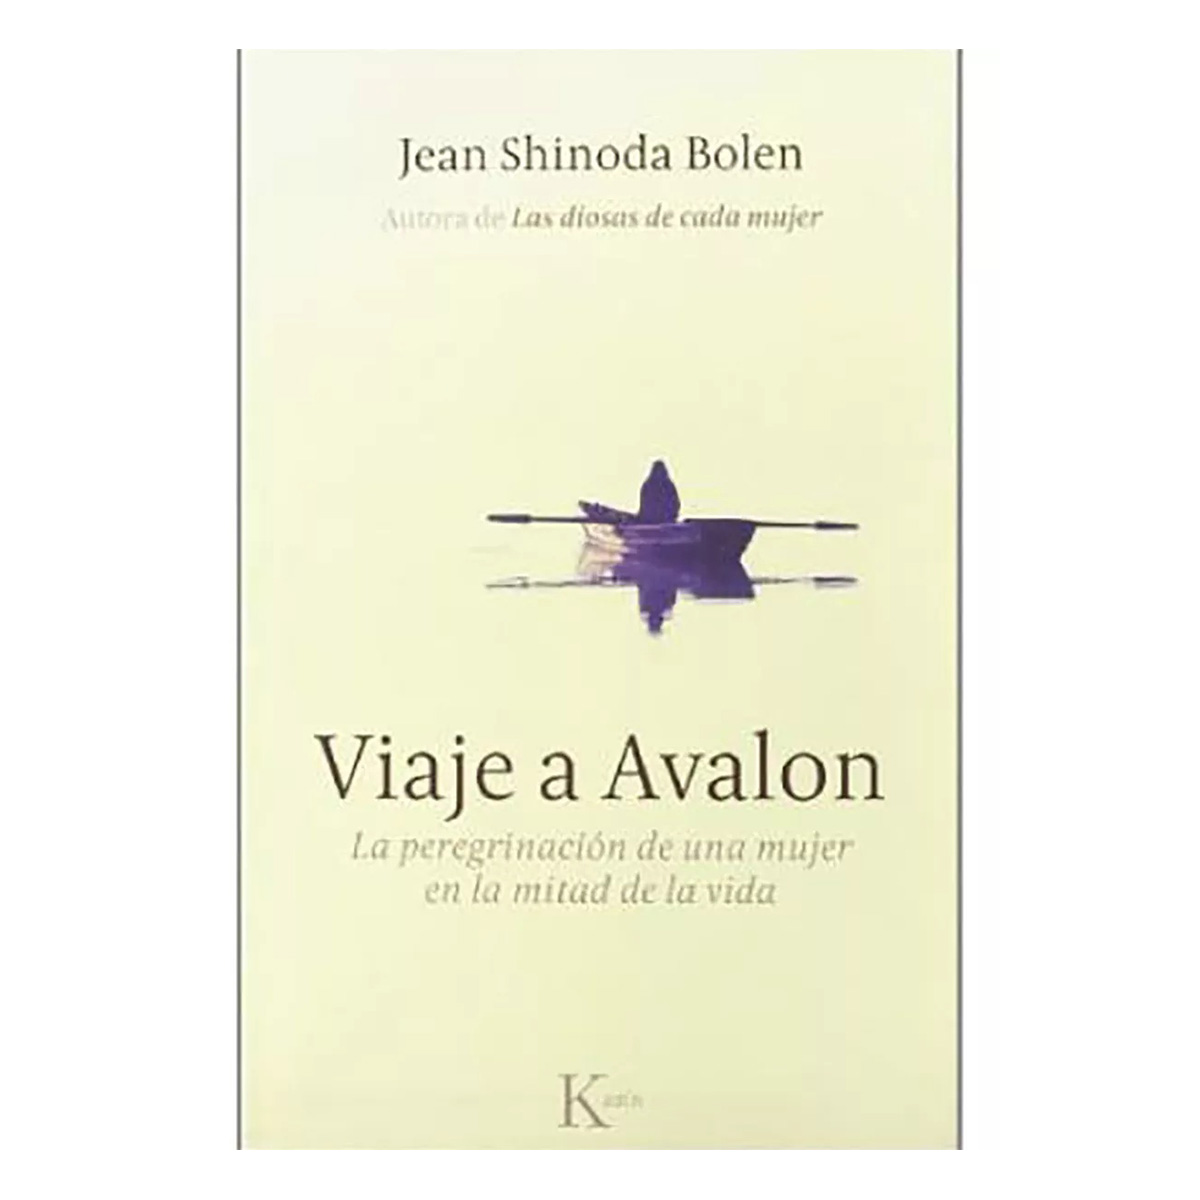 Jean Shinoda Bolen
Autora de Las diosas de cada mujer
Viaje a Avalon
La peregrinación de una mujer
en la mitad de la vida
K